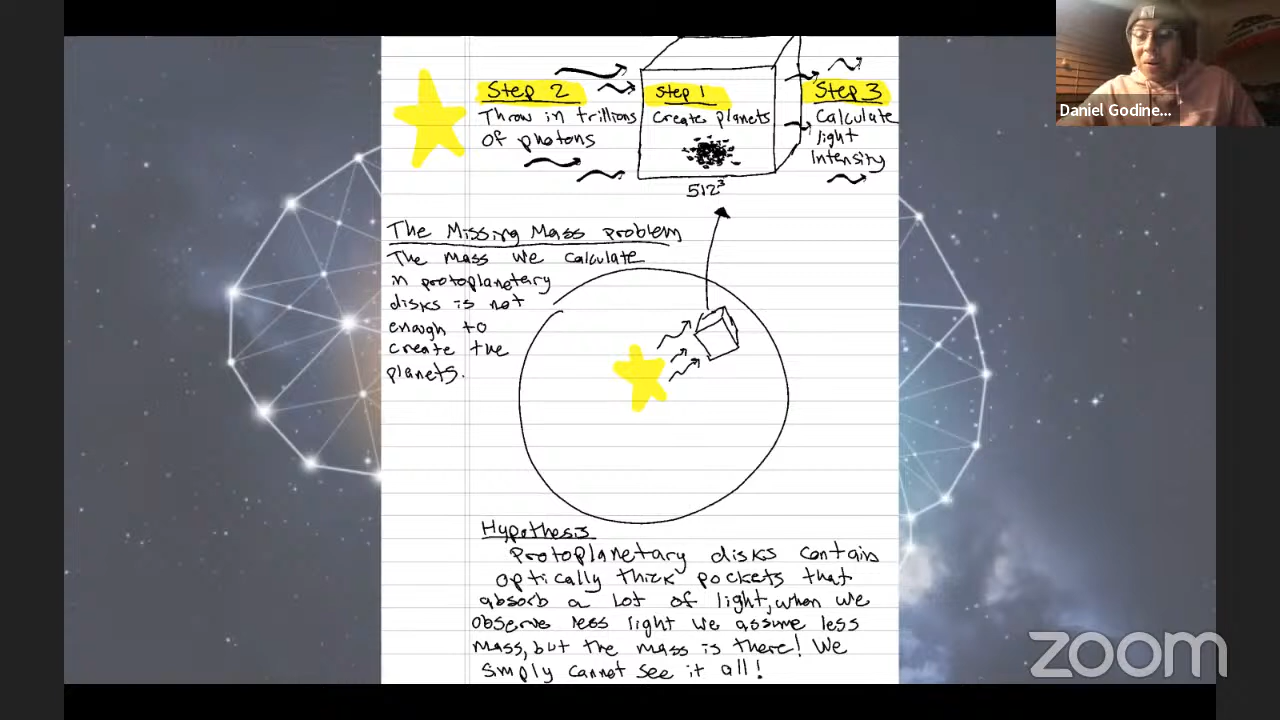 Step 2
Throw in trillions
of photons
Step 1
Create planets
512³
Step 3
Calculate
light
Intensity
The Missing Mass problem
The mass we calculate
in protoplanetary
disks is not
enough to
create the
planets.
Hypothesis
Protoplanetary disks contain
optically thick pockets that
absorb a lot of light, when we
observe less light we assume less
mass, but the mass is there! We
simply cannot see it all!
Daniel Godine...
zoom